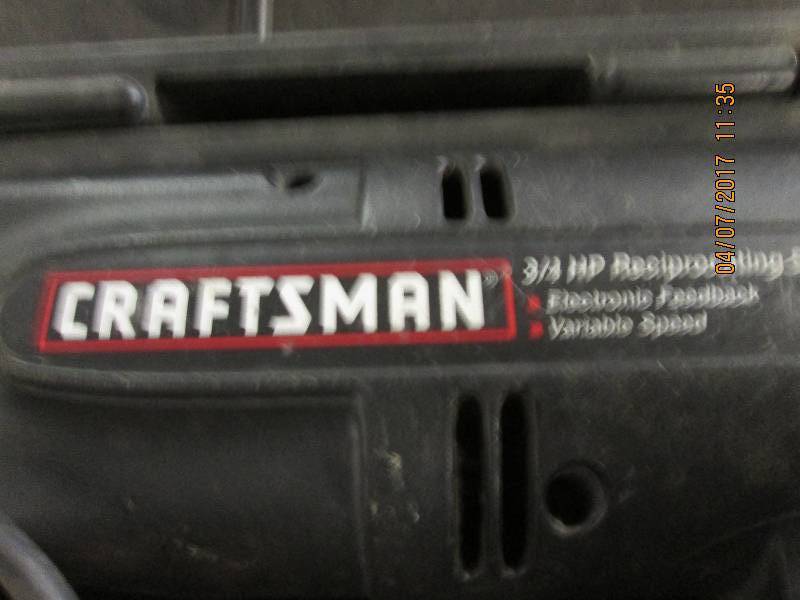 CRAFTSMAN®
3/4 HP Reciprocating
Electronic Feedback
Variable Speed
04/07/2017 11:35